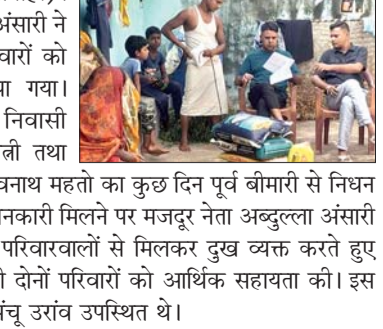 अंसारी ने
वारों को
या गया।
निवासी
त्नी तथा
वनाथ महतो का कुछ दिन पूर्व बीमारी से निधन
नकारी मिलने पर मजदूर नेता अब्दुल्ला अंसारी
परिवारवालों से मिलकर दुख व्यक्त करते हुए
ी दोनों परिवारों को आर्थिक सहायता की। इस
मंचू उरांव उपस्थित थे।